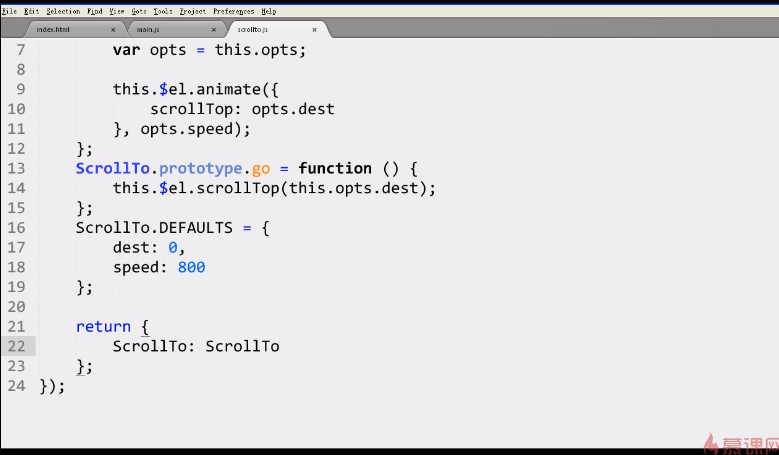 File Edit Selection Find View Goto Tools Project Preferences Help
index.html × main.js × scrollto.js ×
7 var opts = this.opts;
8
9 this.$el.animate({
10 scrollTop: opts.dest
11 }, opts.speed);
12 };
13 ScrollTo.prototype.go = function () {
14 this.$el.scrollTop(this.opts.dest);
15 };
16 ScrollTo.DEFAULTS = {
17 dest: 0,
18 speed: 800
19 };
20
21 return {
22 ScrollTo: ScrollTo
23 };
24 });
慕课网